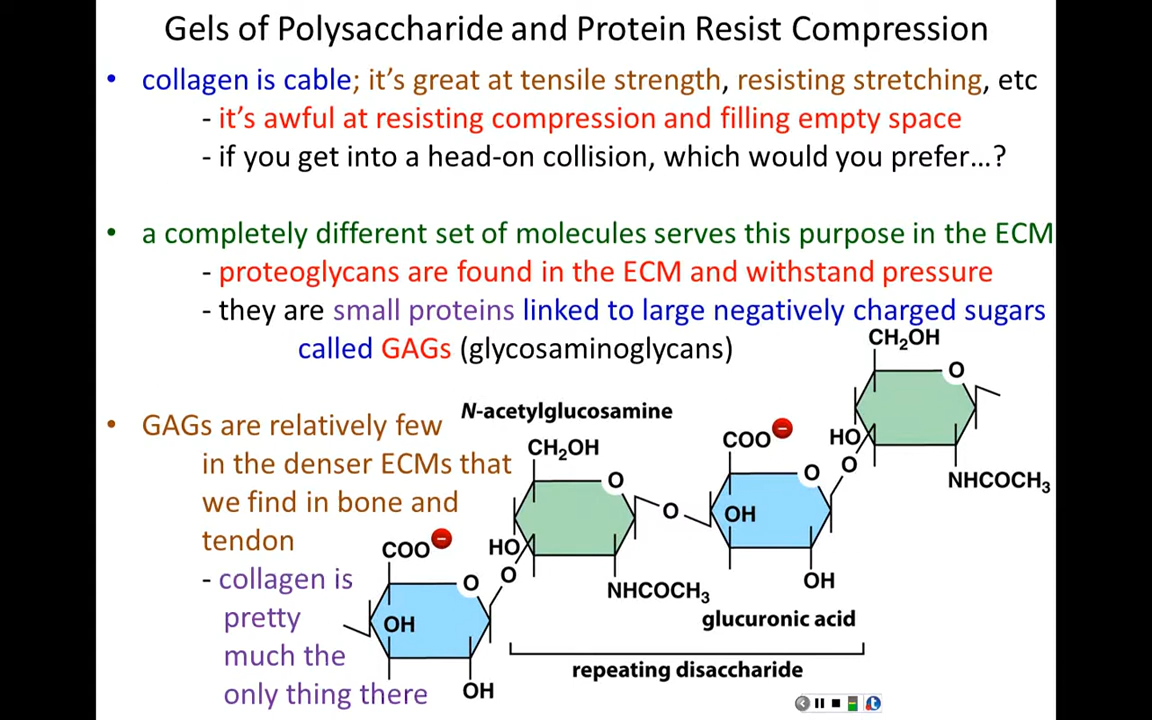 Gels of Polysaccharide and Protein Resist Compression
• collagen is cable; it's great at tensile strength, resisting stretching, etc
- it's awful at resisting compression and filling empty space
- if you get into a head-on collision, which would you prefer...?
• a completely different set of molecules serves this purpose in the ECM
- proteoglycans are found in the ECM and withstand pressure
- they are small proteins linked to large negatively charged sugars
called GAGs (glycosaminoglycans)
• GAGs are relatively few
in the denser ECMs that
we find in bone and
tendon
- collagen is
pretty
much the
only thing there
N-acetylglucosamine
CH₂OH
O
HO
O
NHCOCH₃
O
COO
−
O
OH
OH
glucuronic acid
CH₂OH
O
HO
O
NHCOCH₃
COO
−
O
OH
OH
repeating disaccharide